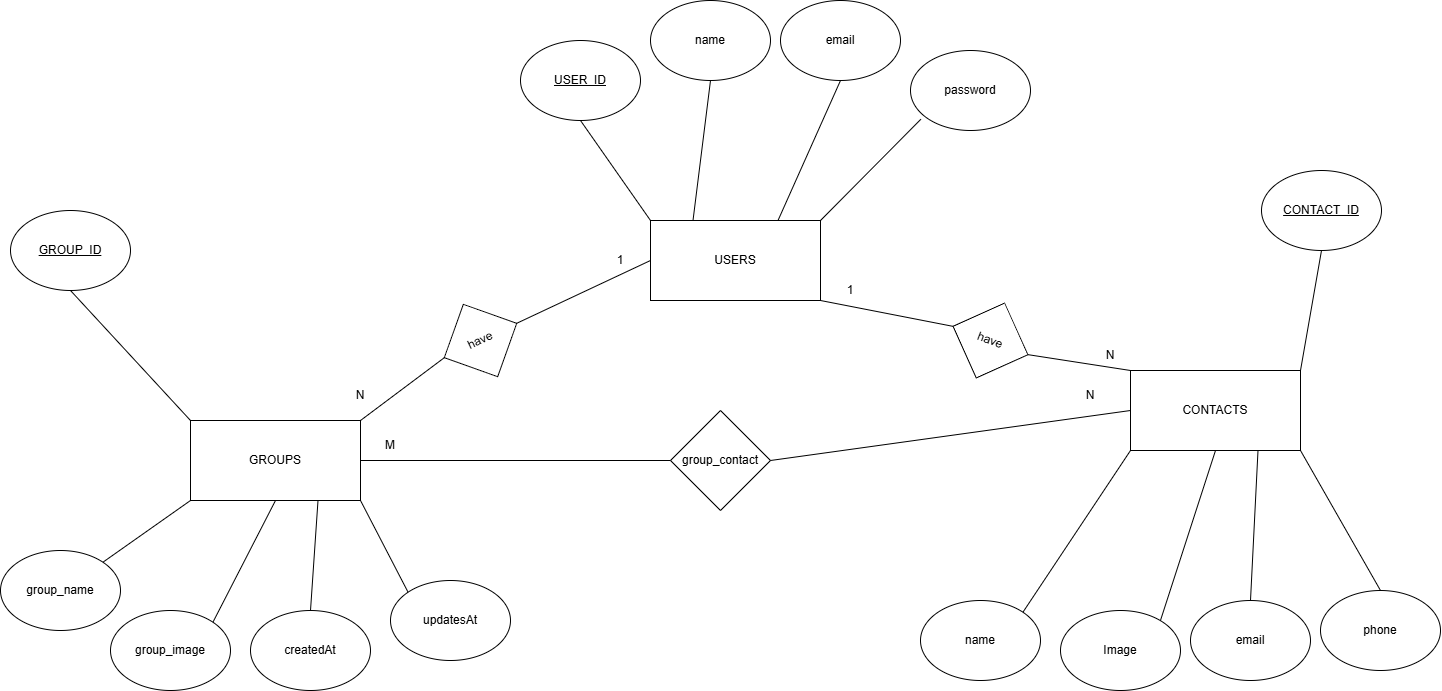 name
email
USER_ID
password
CONTACT_ID
GROUP_ID
USERS
1
1
have
have
N
N
N
CONTACTS
M
GROUPS
group_contact
group_name
group_image
createdAt
updatesAt
name
Image
email
phone